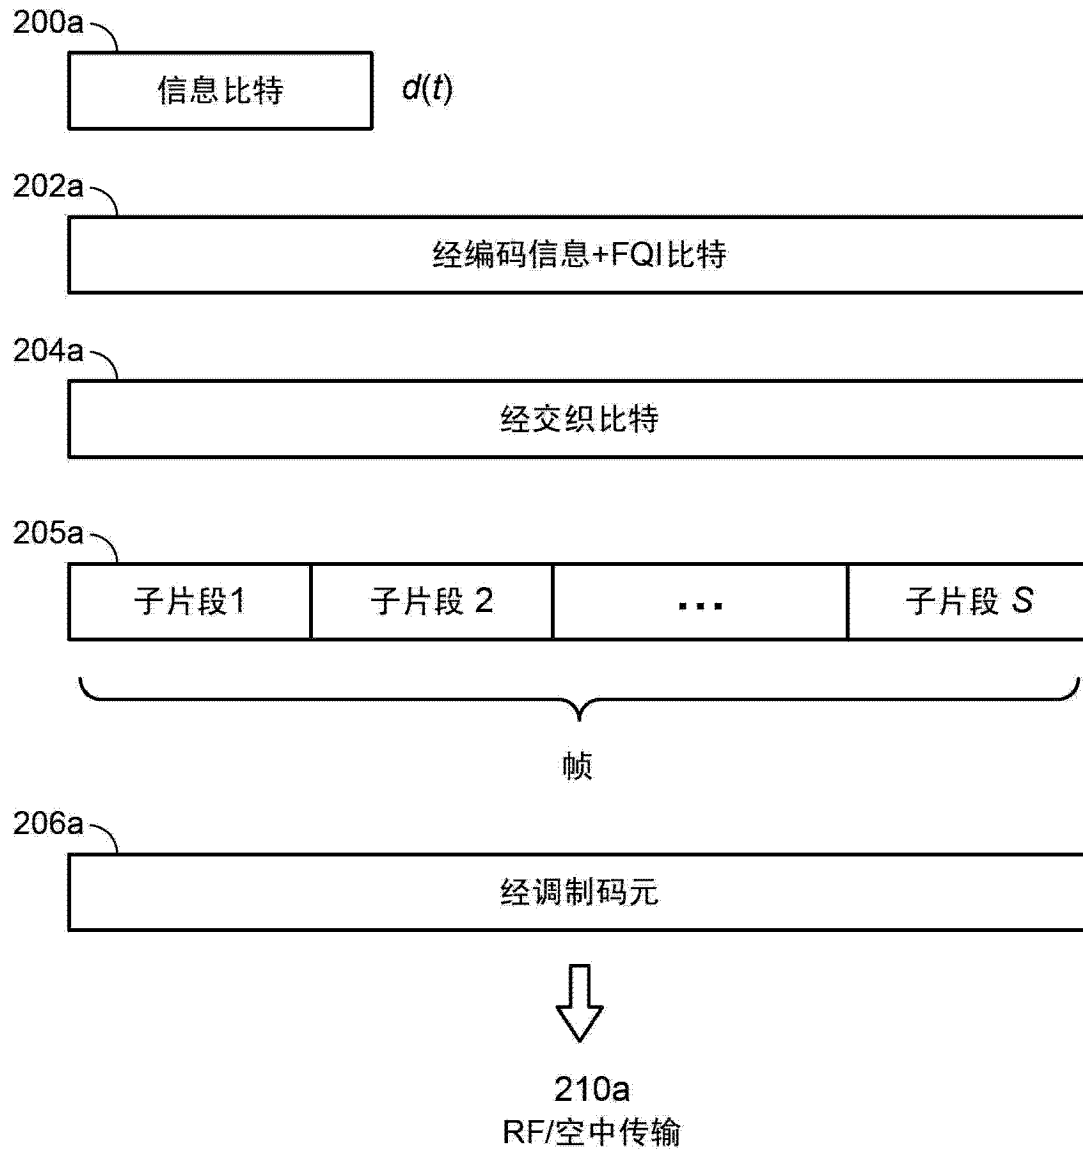 200a
信息比特 d(t)
202a
经编码信息+FQI比特
204a
经交织比特
205a
子片段1 子片段 2 ... 子片段 S
帧
206a
经调制码元
210a
RF/空中传输